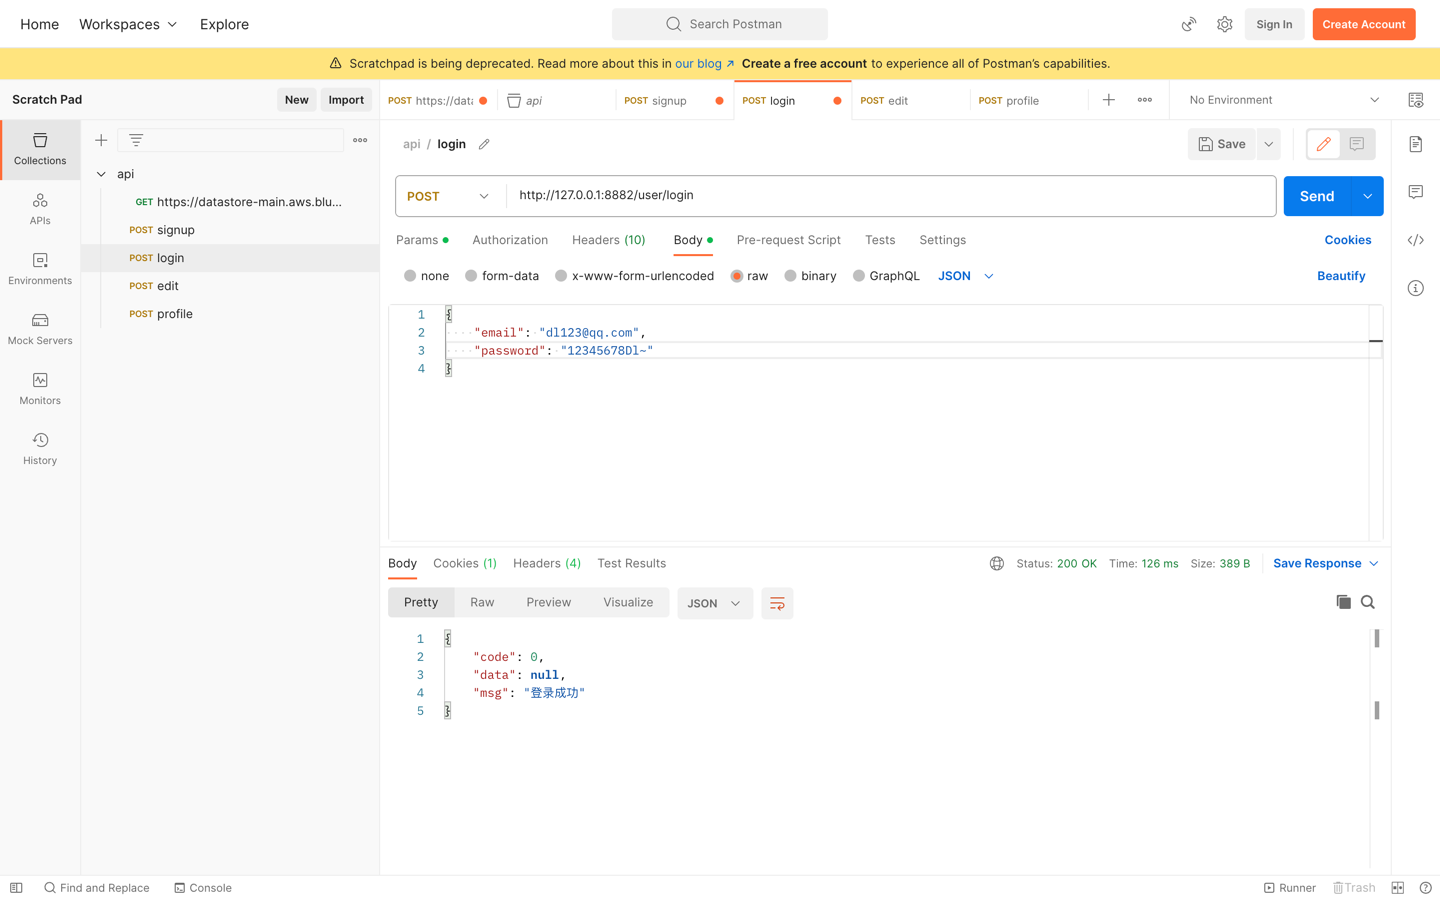 Home Workspaces Explore Search Postman Sign In Create Account
Scratchpad is being deprecated. Read more about this in our blog ↗ Create a free account to experience all of Postman's capabilities.
Scratch Pad New Import POST https://data POST signup POST login POST edit POST profile No Environment
api
Collections
api / login Save
api
GET https://datastore-main.aws.blu...
POST http://127.0.0.1:8882/user/login Send
APIs
POST signup
Params Authorization Headers (10) Body Pre-request Script Tests Settings Cookies
POST login
Environments
none form-data x-www-form-urlencoded raw binary GraphQL JSON Beautify
POST edit
POST profile
Mock Servers
Monitors
History
1 {
2 ····"email":·"dl123@qq.com",
3 ····"password":·"12345678Dl~"
4 }
Body Cookies (1) Headers (4) Test Results Status: 200 OK Time: 126 ms Size: 389 B Save Response
Pretty Raw Preview Visualize JSON
1 {
2 "code": 0,
3 "data": null,
4 "msg": "登录成功"
5 }
Find and Replace Console Runner Trash